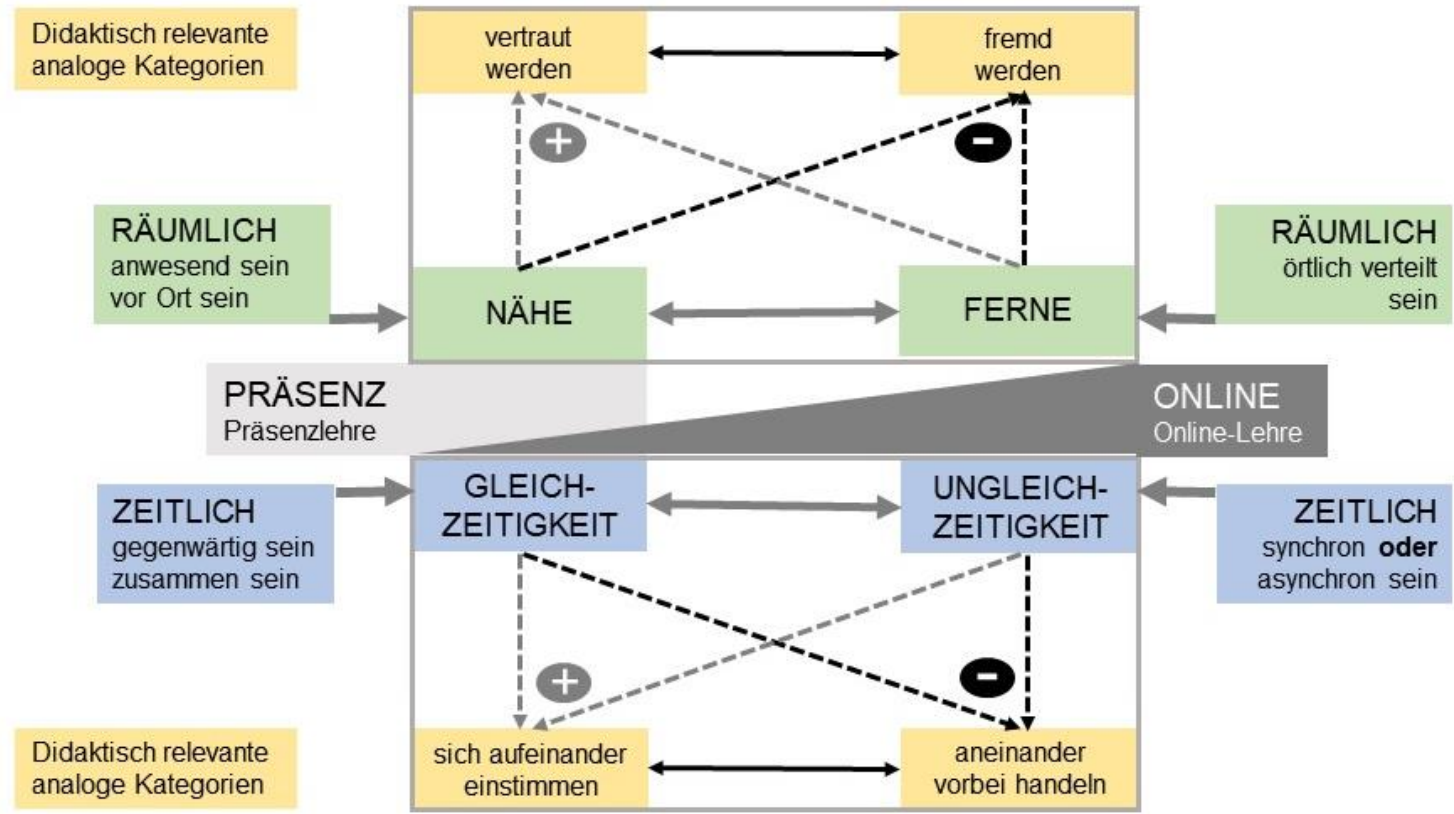 Didaktisch relevante
analoge Kategorien
vertraut
werden
fremd
werden
+
-
RÄUMLICH
anwesend sein
vor Ort sein
RÄUMLICH
örtlich verteilt
sein
NÄHE
FERNE
PRÄSENZ
Präsenzlehre
ONLINE
Online-Lehre
ZEITLICH
gegenwärtig sein
zusammen sein
GLEICH-
ZEITIGKEIT
UNGLEICH-
ZEITIGKEIT
ZEITLICH
synchron oder
asynchron sein
+
-
Didaktisch relevante
analoge Kategorien
sich aufeinander
einstimmen
aneinander
vorbei handeln